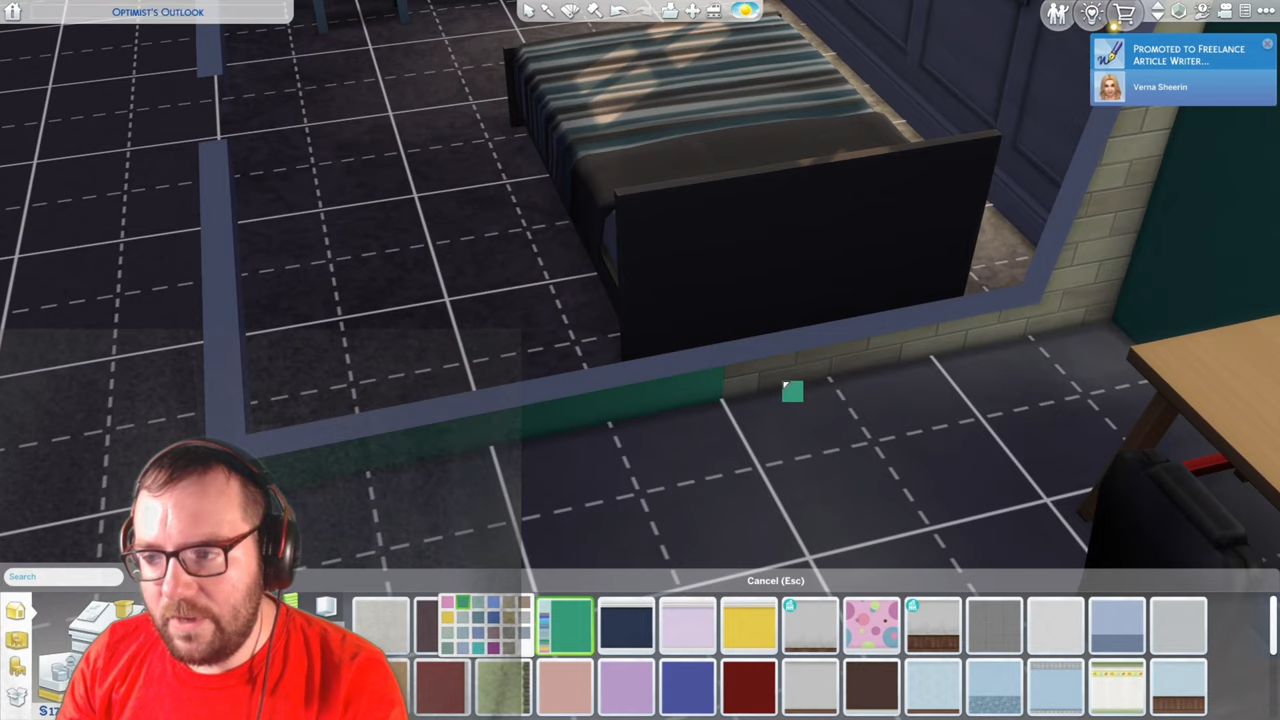 Optimist's Outlook
Promoted to Freelance
Article Writer...
Verna Sheerin
Cancel (Esc)
Search